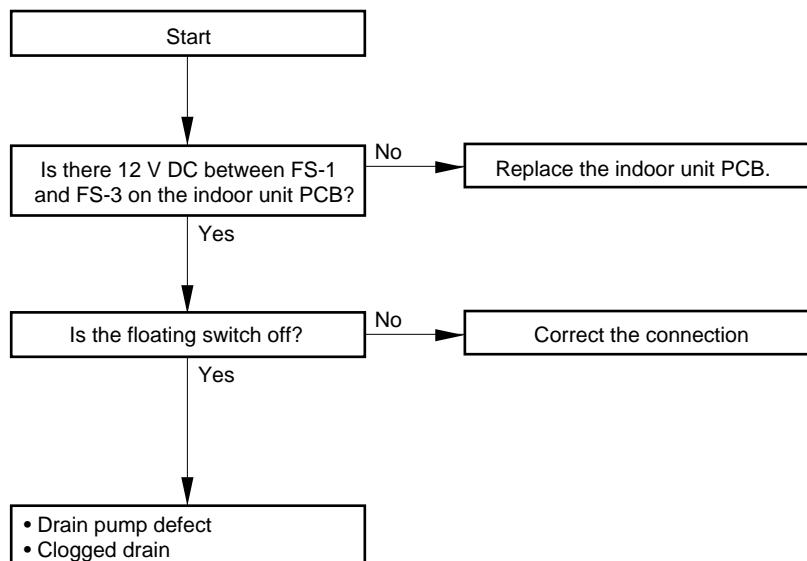 Start
Is there 12 V DC between FS-1
and FS-3 on the indoor unit PCB?
No
Replace the indoor unit PCB.
Yes
Is the floating switch off?
No
Correct the connection
Yes
• Drain pump defect
• Clogged drain